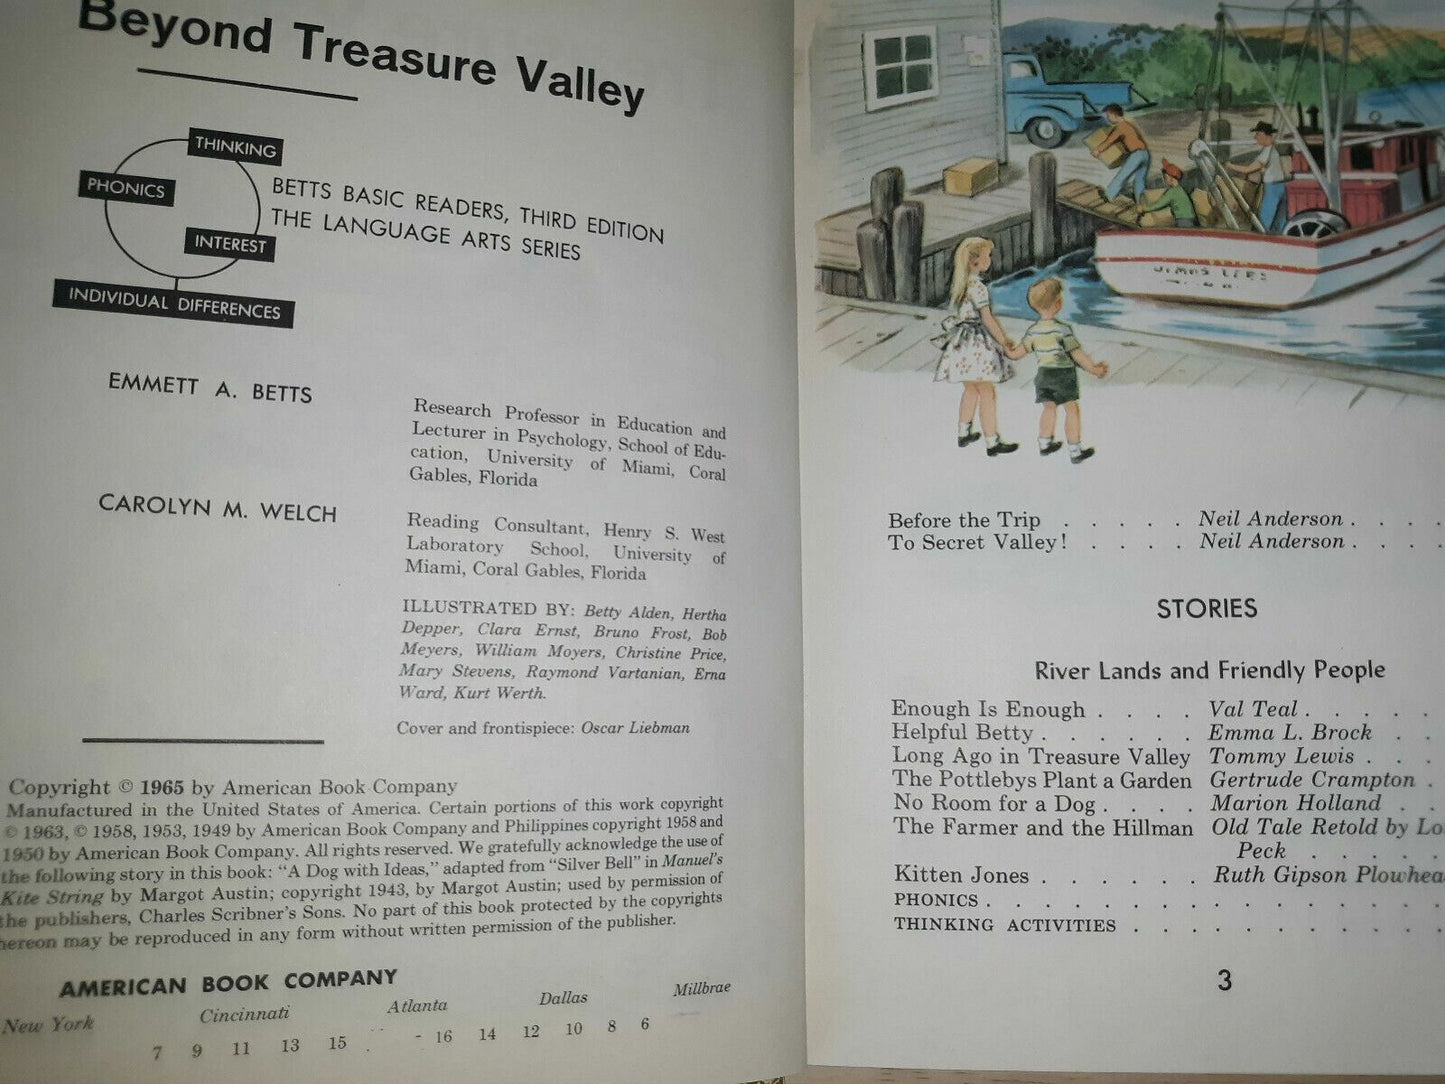 Beyond Treasure Valley
THINKING
PHONICS
INTEREST
INDIVIDUAL DIFFERENCES
BETTS BASIC READERS, THIRD EDITION
THE LANGUAGE ARTS SERIES
EMMETT A. BETTS
Research Professor in Education and
Lecturer in Psychology, School of Edu-
cation, University of Miami, Coral
Gables, Florida
CAROLYN M. WELCH
Reading Consultant, Henry S. West
Laboratory School, University of
Miami, Coral Gables, Florida
ILLUSTRATED BY: Betty Alden, Hertha
Depper, Clara Ernst, Bruno Frost, Bob
Meyers, William Moyers, Christine Price,
Mary Stevens, Raymond Vartanian, Erna
Ward, Kurt Werth.
Cover and frontispiece: Oscar Liebman
Copyright © 1965 by American Book Company
Manufactured in the United States of America. Certain portions of this work copyright
© 1963, © 1958, 1953, 1949 by American Book Company and Philippines copyright 1958 and
1950 by American Book Company. All rights reserved. We gratefully acknowledge the use of
the following story in this book: "A Dog with Ideas," adapted from "Silver Bell" in Manuel's
Kite String by Margot Austin; copyright 1943, by Margot Austin; used by permission of
the publishers, Charles Scribner's Sons. No part of this book protected by the copyrights
hereon may be reproduced in any form without written permission of the publisher.
AMERICAN BOOK COMPANY
New York Cincinnati Atlanta Dallas Millbrae
7 9 11 13 15 . - 16 14 12 10 8 6
Before the Trip . . . . . Neil Anderson . . . .
To Secret Valley! . . . . Neil Anderson . . . .
STORIES
River Lands and Friendly People
Enough Is Enough . . . . Val Teal . . . . .
Helpful Betty . . . . . . Emma L. Brock . .
Long Ago in Treasure Valley Tommy Lewis . . .
The Pottlebys Plant a Garden Gertrude Crampton .
No Room for a Dog . . . . Marion Holland . .
The Farmer and the Hillman Old Tale Retold by Lo
Peck . . . . .
Kitten Jones . . . . . . Ruth Gipson Plowhea
PHONICS . . . . . . . . . . . . . . . .
THINKING ACTIVITIES . . . . . . . . . . .
3